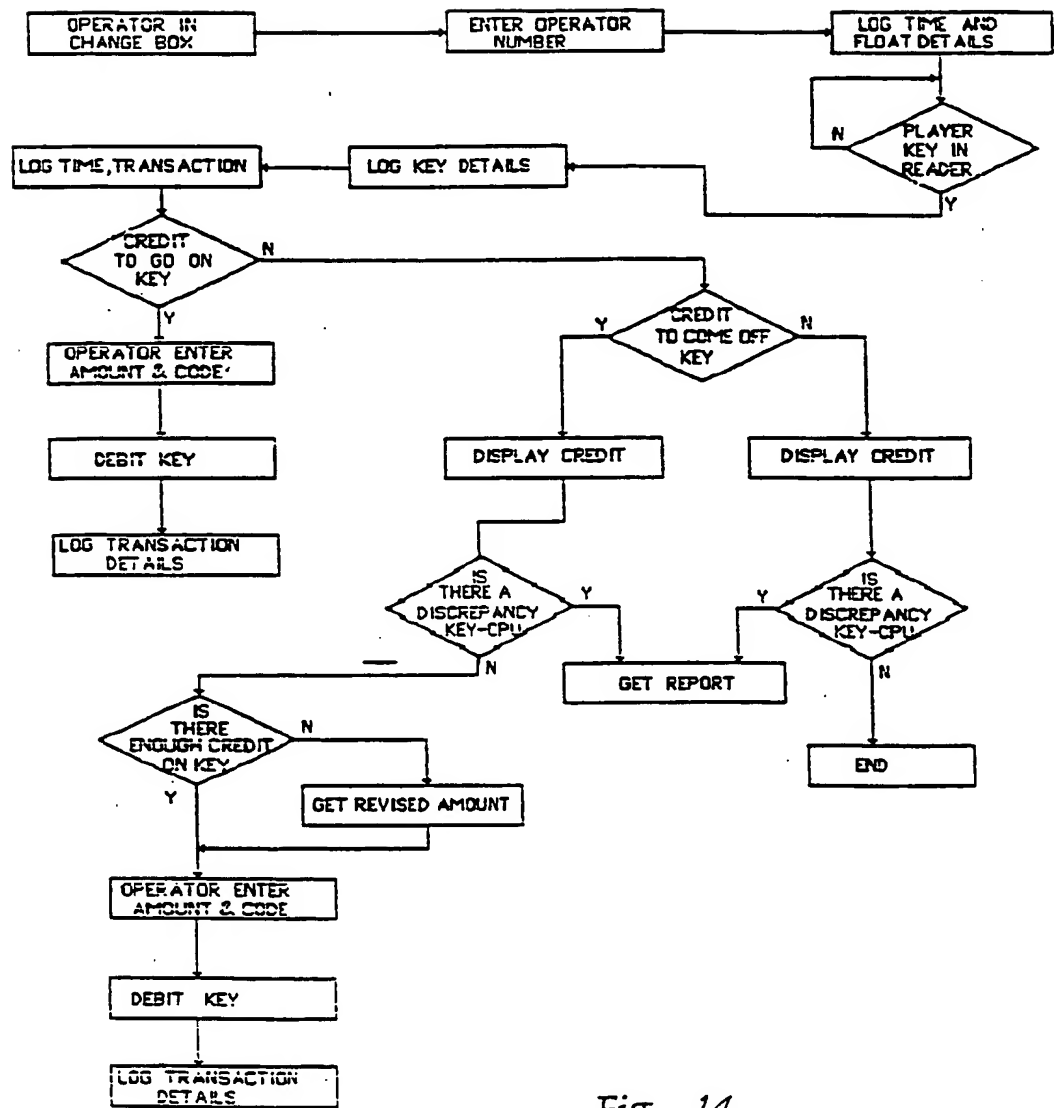 OPERATOR IN
CHANGE BOX
ENTER OPERATOR
NUMBER
LOG TIME AND
FLOAT DETAILS
N
PLAYER
KEY IN
READER
Y
LOG TIME, TRANSACTION
LOG KEY DETAILS
CREDIT
TO GO ON
KEY
N
Y
CREDIT
TO COME OFF
KEY
Y
N
OPERATOR ENTER
AMOUNT & CODE
DEBIT KEY
DISPLAY CREDIT
DISPLAY CREDIT
LOG TRANSACTION
DETAILS
IS
THERE A
DISCREPANCY
KEY-CPU
Y
N
IS
THERE A
DISCREPANCY
KEY-CPU
Y
N
GET REPORT
IS
THERE
ENOUGH CREDIT
ON KEY
N
Y
END
GET REVISED AMOUNT
OPERATOR ENTER
AMOUNT & CODE
DEBIT KEY
LOG TRANSACTION
DETAILS
Fig. 14